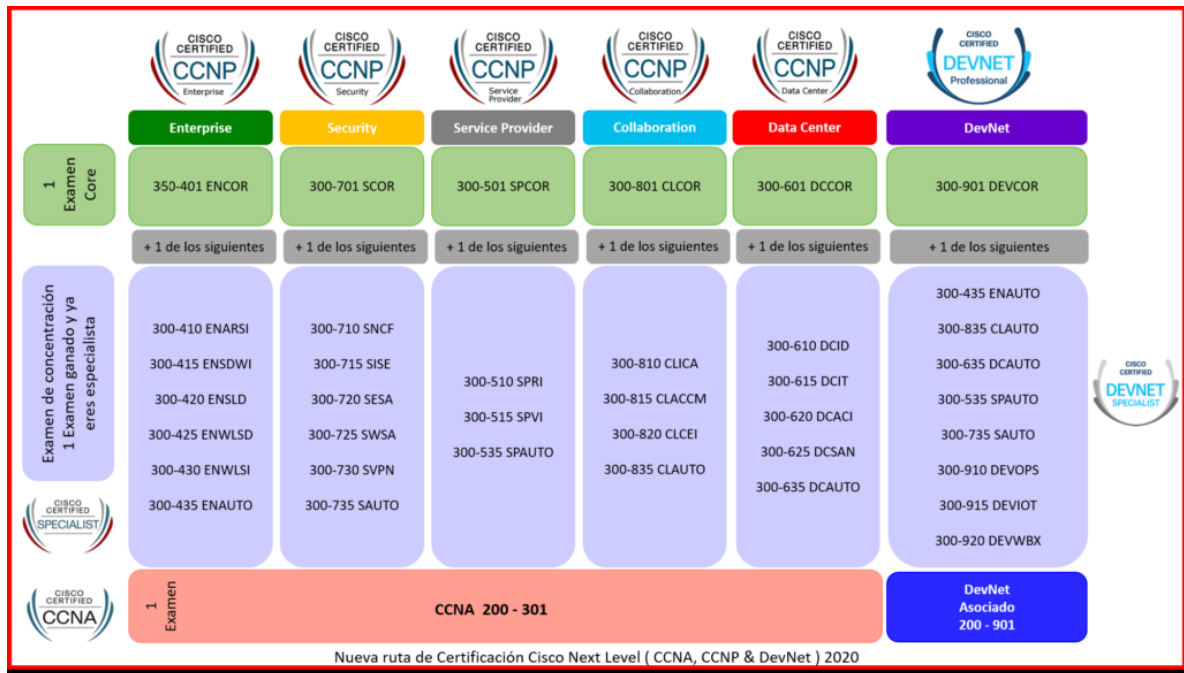 CISCO
CERTIFIED
CCNP
Enterprise
CISCO
CERTIFIED
CCNP
Security
CISCO
CERTIFIED
CCNP
Service
Provider
CISCO
CERTIFIED
CCNP
Collaboration
CISCO
CERTIFIED
CCNP
Data Center
CISCO
CERTIFIED
DEVNET
Professional
Enterprise
Security
Service Provider
Collaboration
Data Center
DevNet
1
Examen
Core
350-401 ENCOR
300-701 SCOR
300-501 SPCOR
300-801 CLCOR
300-601 DCCOR
300-901 DEVCOR
+ 1 de los siguientes
+ 1 de los siguientes
+ 1 de los siguientes
+ 1 de los siguientes
+ 1 de los siguientes
+ 1 de los siguientes
Examen de concentración
1 Examen ganado y ya
eres especialista
300-410 ENARSI
300-415 ENSDWI
300-420 ENSLD
300-425 ENWLSD
300-430 ENWLSI
300-435 ENAUTO
300-710 SNCF
300-715 SISE
300-720 SESA
300-725 SWSA
300-730 SVPN
300-735 SAUTO
300-510 SPRI
300-515 SPVI
300-535 SPAUTO
300-810 CLICA
300-815 CLACCM
300-820 CLCEI
300-835 CLAUTO
300-610 DCID
300-615 DCIT
300-620 DCACI
300-625 DCSAN
300-635 DCAUTO
300-435 ENAUTO
300-835 CLAUTO
300-635 DCAUTO
300-535 SPAUTO
300-735 SAUTO
300-910 DEVOPS
300-915 DEVIOT
300-920 DEVWBX
CISCO
CERTIFIED
DEVNET
SPECIALIST
CISCO
CERTIFIED
SPECIALIST
CISCO
CERTIFIED
CCNA
1
Examen
CCNA 200 - 301
DevNet
Asociado
200 - 901
Nueva ruta de Certificación Cisco Next Level ( CCNA, CCNP & DevNet ) 2020